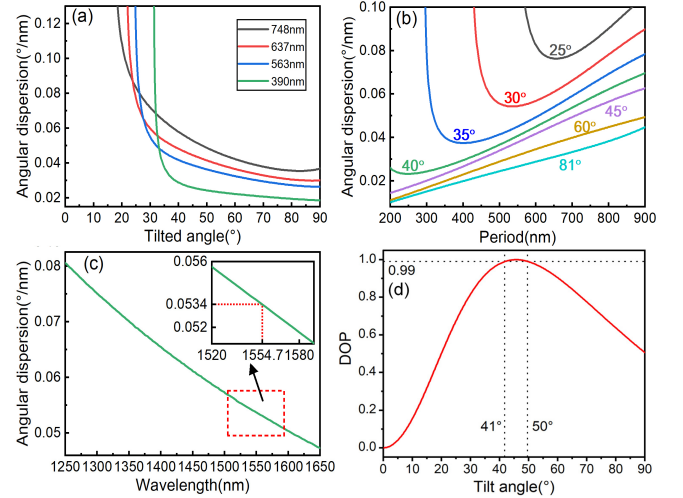 (a)
748nm
637nm
563nm
390nm
0.12
0.10
0.08
0.06
0.04
0.02
Angular dispersion(°/nm)
0 10 20 30 40 50 60 70 80 90
Tilted angle(°)
(b)
25°
30°
35°
40°
45°
60°
81°
0.12
0.10
0.08
0.06
0.04
0.02
Angular dispersion(°/nm)
200 300 400 500 600 700 800 900
Period(nm)
(c)
0.08
0.07
0.06
0.05
Angular dispersion(°/nm)
1250 1300 1350 1400 1450 1500 1550 1600 1650
Wavelength(nm)
0.056
0.0534
0.052
1520 1554.7 1580
(d)
1.0
0.8
0.6
0.4
0.2
0.0
DOP
0.99
41° 50°
0 10 20 30 40 50 60 70 80 90
Tilt angle(°)